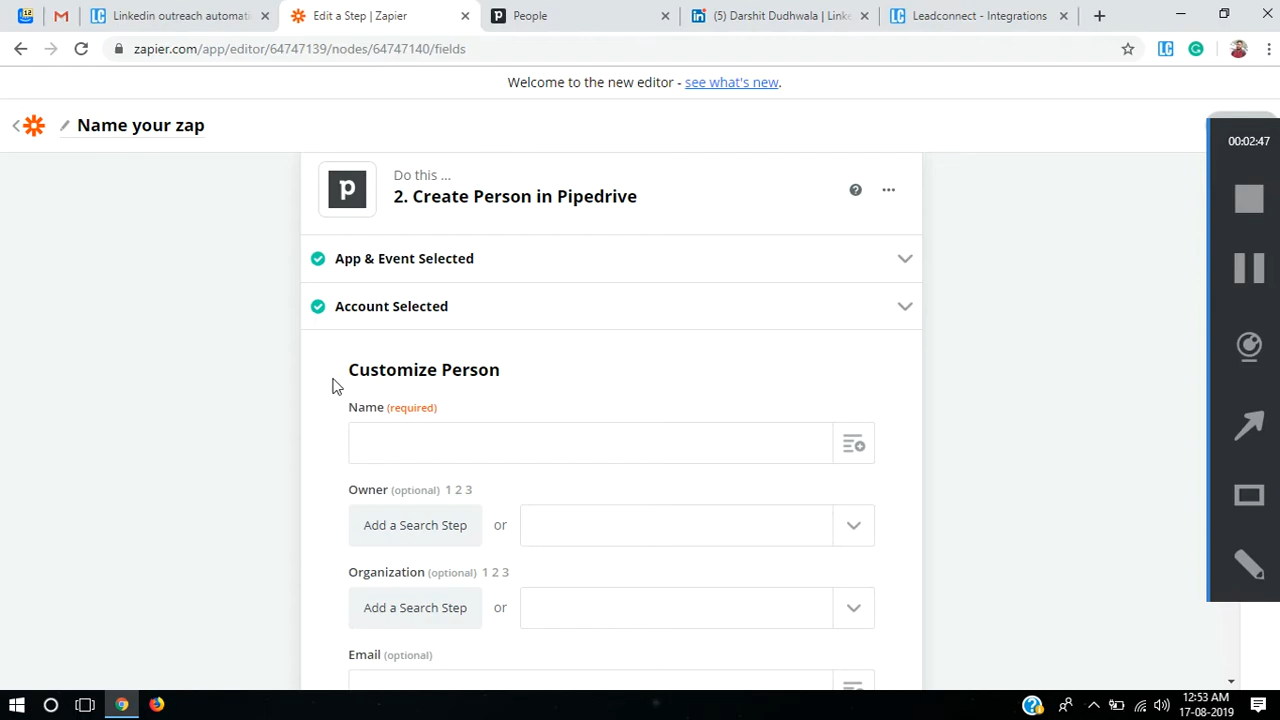 Linkedin outreach automati
Edit a Step | Zapier
People
(5) Darshit Dudhwala | Linke
Leadconnect - Integrations
zapier.com/app/editor/64747139/nodes/64747140/fields
Welcome to the new editor - see what's new.
Name your zap
00:02:47
Do this ...
2. Create Person in Pipedrive
App & Event Selected
Account Selected
Customize Person
Name (required)
Owner (optional) 1 2 3
Add a Search Step or
Organization (optional) 1 2 3
Add a Search Step or
Email (optional)
12:53 AM
17-08-2019